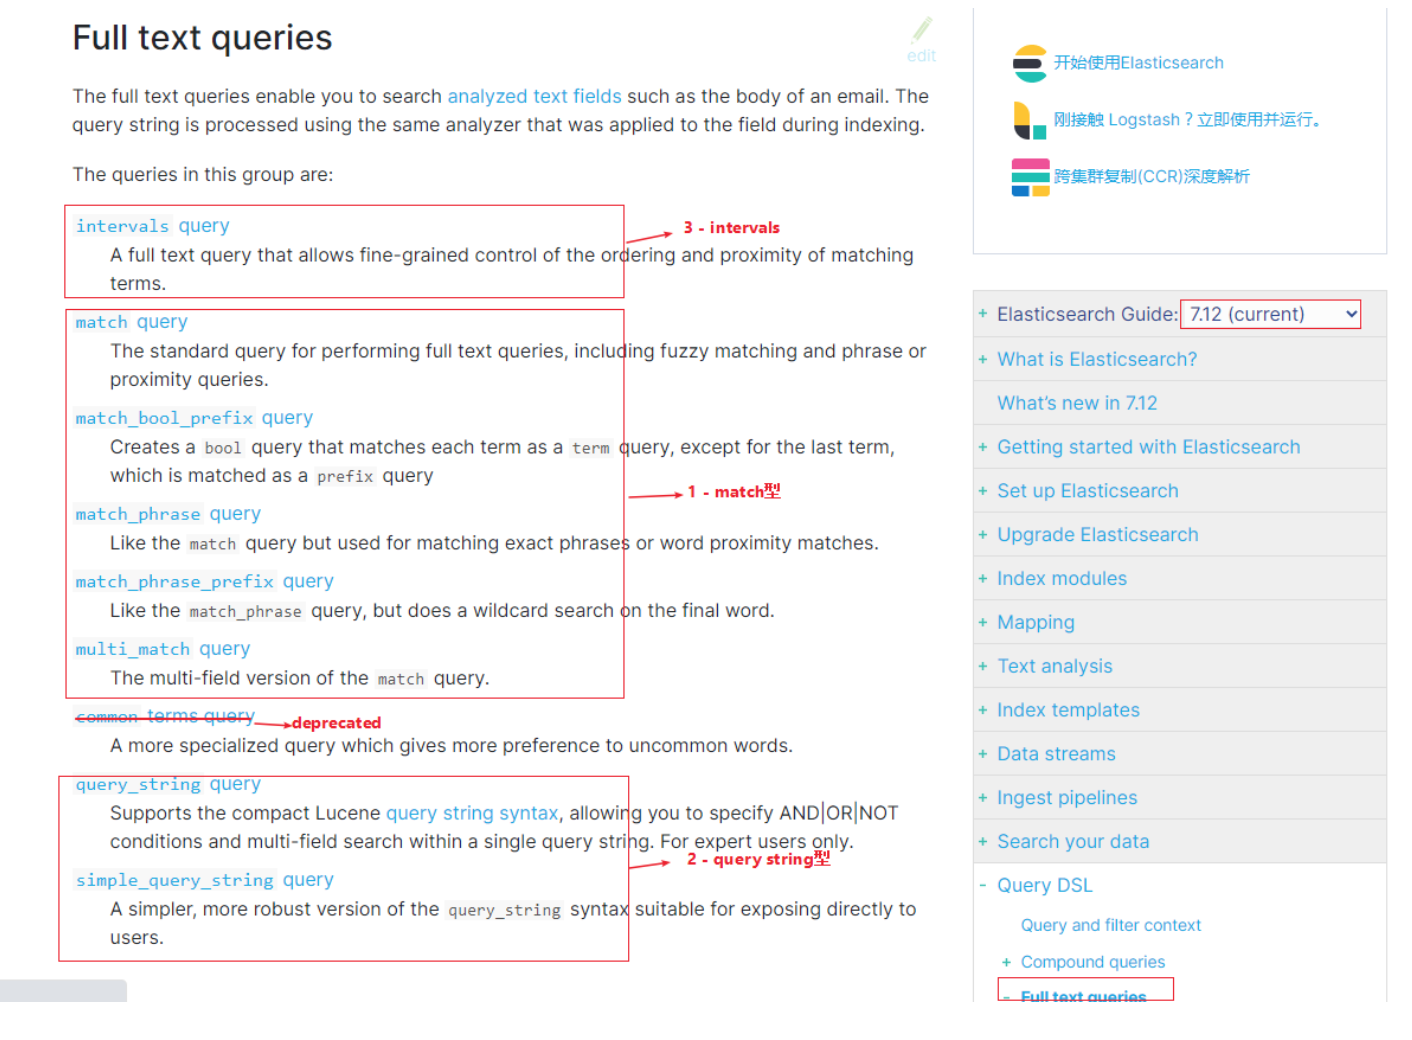 Full text queries
edit
The full text queries enable you to search analyzed text fields such as the body of an email. The
query string is processed using the same analyzer that was applied to the field during indexing.
The queries in this group are:
intervals query
3 - intervals
A full text query that allows fine-grained control of the ordering and proximity of matching
terms.
match query
The standard query for performing full text queries, including fuzzy matching and phrase or
proximity queries.
match_bool_prefix query
Creates a bool query that matches each term as a term query, except for the last term,
which is matched as a prefix query
1 - match型
match_phrase query
Like the match query but used for matching exact phrases or word proximity matches.
match_phrase_prefix query
Like the match_phrase query, but does a wildcard search on the final word.
multi_match query
The multi-field version of the match query.
common terms query
deprecated
A more specialized query which gives more preference to uncommon words.
query_string query
Supports the compact Lucene query string syntax, allowing you to specify AND|OR|NOT
conditions and multi-field search within a single query string. For expert users only.
2 - query string型
simple_query_string query
A simpler, more robust version of the query_string syntax suitable for exposing directly to
users.
开始使用Elasticsearch
刚接触 Logstash？立即使用并运行。
跨集群复制(CCR)深度解析
+ Elasticsearch Guide: 7.12 (current)
+ What is Elasticsearch?
What's new in 7.12
+ Getting started with Elasticsearch
+ Set up Elasticsearch
+ Upgrade Elasticsearch
+ Index modules
+ Mapping
+ Text analysis
+ Index templates
+ Data streams
+ Ingest pipelines
+ Search your data
- Query DSL
Query and filter context
+ Compound queries
- Full text queries